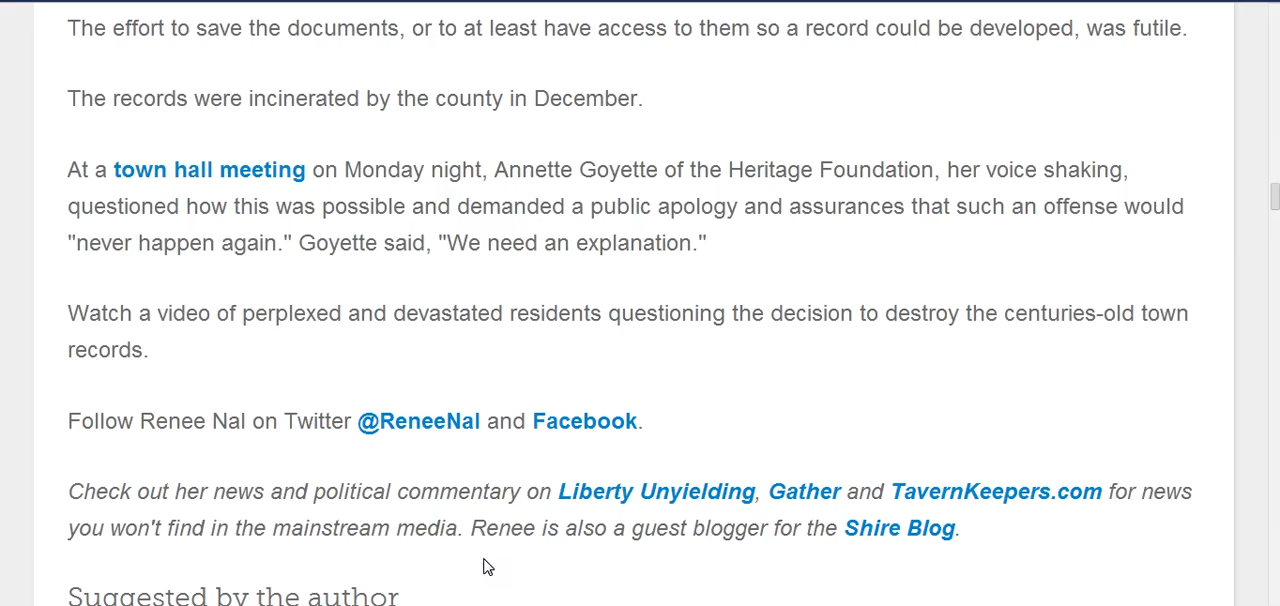 The effort to save the documents, or to at least have access to them so a record could be developed, was futile.
The records were incinerated by the county in December.
At a town hall meeting on Monday night, Annette Goyette of the Heritage Foundation, her voice shaking,
questioned how this was possible and demanded a public apology and assurances that such an offense would
"never happen again." Goyette said, "We need an explanation."
Watch a video of perplexed and devastated residents questioning the decision to destroy the centuries-old town
records.
Follow Renee Nal on Twitter @ReneeNal and Facebook.
Check out her news and political commentary on Liberty Unyielding, Gather and TavernKeepers.com for news
you won't find in the mainstream media. Renee is also a guest blogger for the Shire Blog.
Suggested by the author